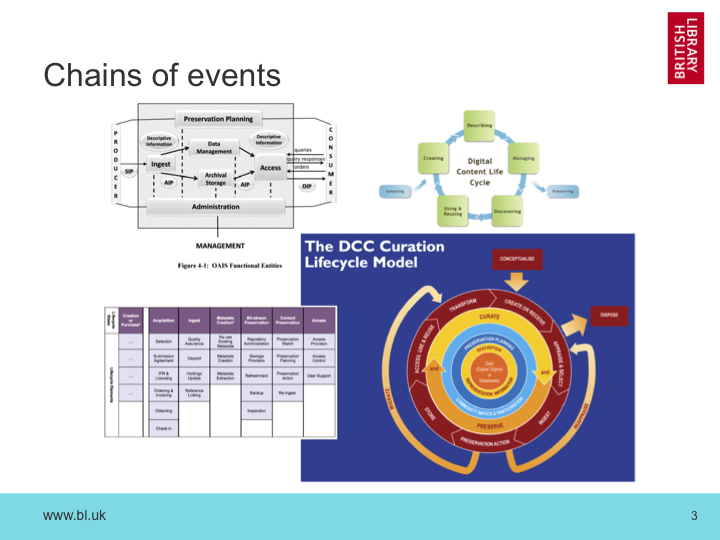 LIBRARY
BRITISH
Chains of events
Preservation Planning
PRODUCER
CONSUMER
Descriptive
Information
Data
Management
Descriptive
Information
queries
query responses
orders
Ingest
Access
SIP
AIP
Archival
Storage
AIP
DIP
Administration
MANAGEMENT
Figure 4-1: OAIS Functional Entities
Describing
Creating
Digital
Content Life
Cycle
Managing
Selecting
Preserving
Using &
Reusing
Discovering
The DCC Curation
Lifecycle Model
CONCEPTUALISE
CREATE OR RECEIVE
TRANSFORM
DISPOSE
CURATE
ACCESS, USE & REUSE
APPRAISE & SELECT
PRESERVATION PLANNING
DESCRIPTION
Data
(Digital Objects
or
Databases)
and
and
REPRESENTATION INFORMATION
COMMUNITY WATCH & PARTICIPATION
PRESERVE
STORE
INGEST
PRESERVATION ACTION
REAPPRAISE
Lifecycle
Stage
Creation
or
Purchase
Acquisition
Ingest
Metadata
Creation
Bit-stream
Preservation
Content
Preservation
Access
Lifecycle Elements
...
Selection
Quality
Assurance
Re-use
Existing
Metadata
Repository
Administration
Preservation
Watch
Access
Provision
...
Submission
Agreement
Deposit
Metadata
Creation
Storage
Provision
Preservation
Planning
Access
Control
...
IPR &
Licensing
Holdings
Update
Metadata
Extraction
Refreshment
Preservation
Action
User Support
...
Ordering &
Invoicing
Reference
Linking
Backup
Re-ingest
Obtaining
Inspection
Check-in
www.bl.uk
3